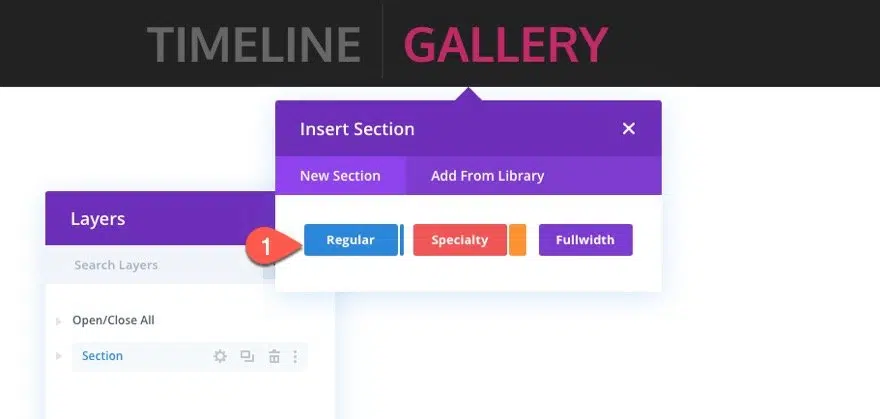 TIMELINE GALLERY
Insert Section
New Section Add From Library
Regular Specialty Fullwidth
1
Layers
Search Layers
Open/Close All
Section